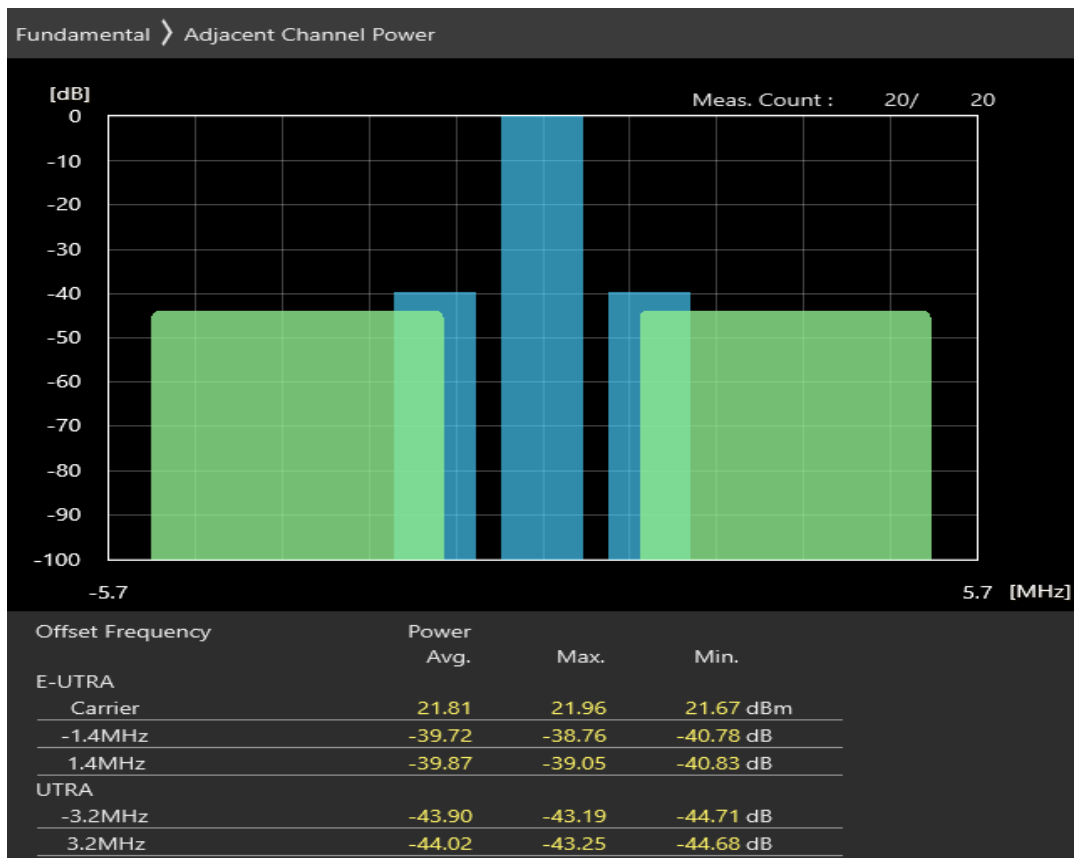 Fundamental 〉 Adjacent Channel Power
[dB]
Meas. Count : 20/ 20
0
-10
-20
-30
-40
-50
-60
-70
-80
-90
-100
-5.7 5.7 [MHz]
Offset Frequency Power
Avg. Max. Min.
E-UTRA
Carrier 21.81 21.96 21.67 dBm
-1.4MHz -39.72 -38.76 -40.78 dB
1.4MHz -39.87 -39.05 -40.83 dB
UTRA
-3.2MHz -43.90 -43.19 -44.71 dB
3.2MHz -44.02 -43.25 -44.68 dB